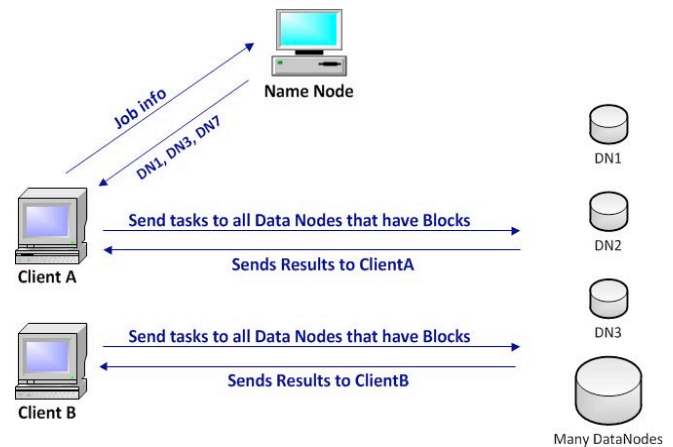 Name Node
Job info
DN1, DN3, DN7
DN1
Send tasks to all Data Nodes that have Blocks
DN2
Sends Results to ClientA
Client A
DN3
Send tasks to all Data Nodes that have Blocks
Sends Results to ClientB
Client B
Many DataNodes